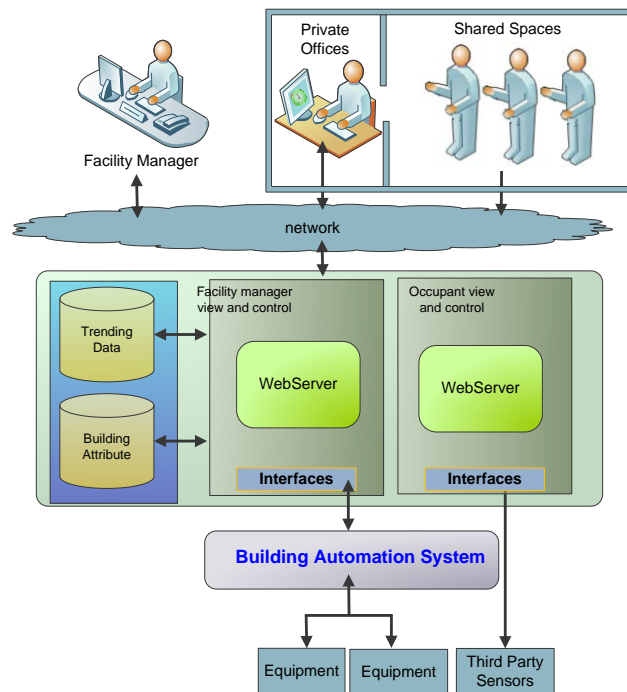 Private
Offices
Shared Spaces
Facility Manager
network
Facility manager
view and control
Occupant view
and control
Trending
Data
WebServer
WebServer
Building
Attribute
Interfaces
Interfaces
Building Automation System
Equipment
Equipment
Third Party
Sensors